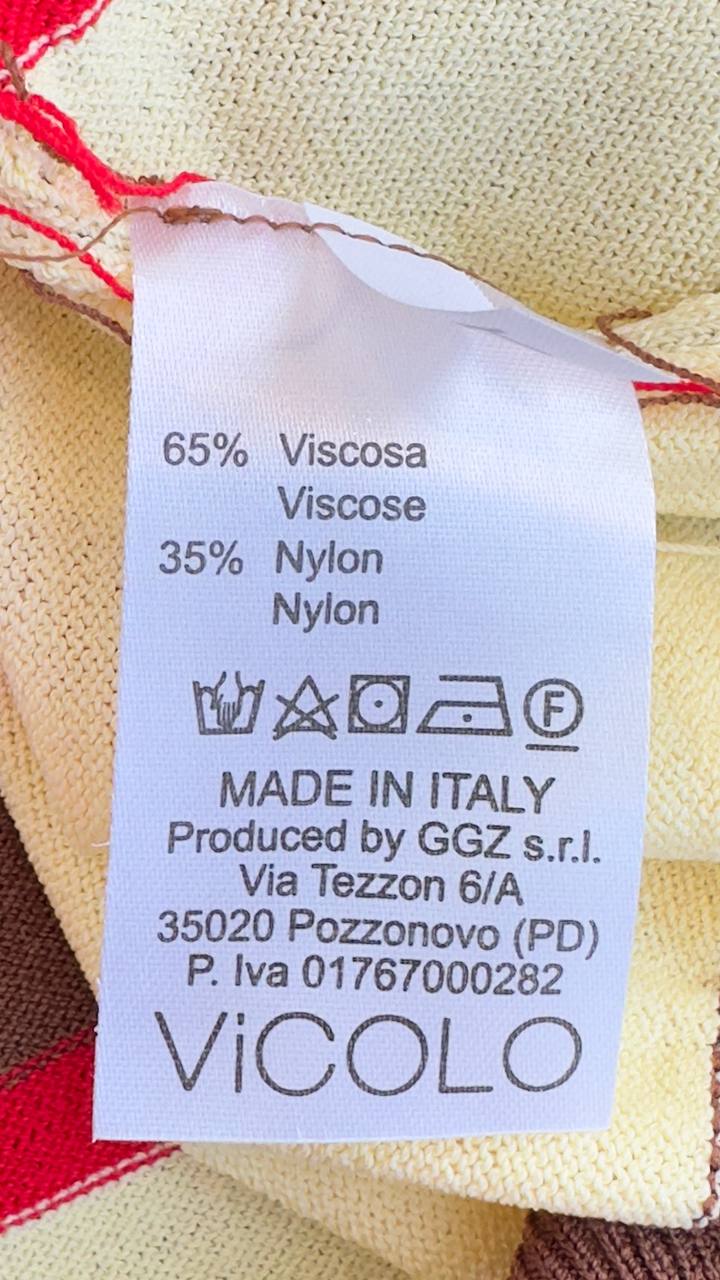 65% Viscosa
Viscose
35% Nylon
Nylon
F
MADE IN ITALY
Produced by GGZ s.r.l.
Via Tezzon 6/A
35020 Pozzonovo (PD)
P. Iva 01767000282
ViCOLO